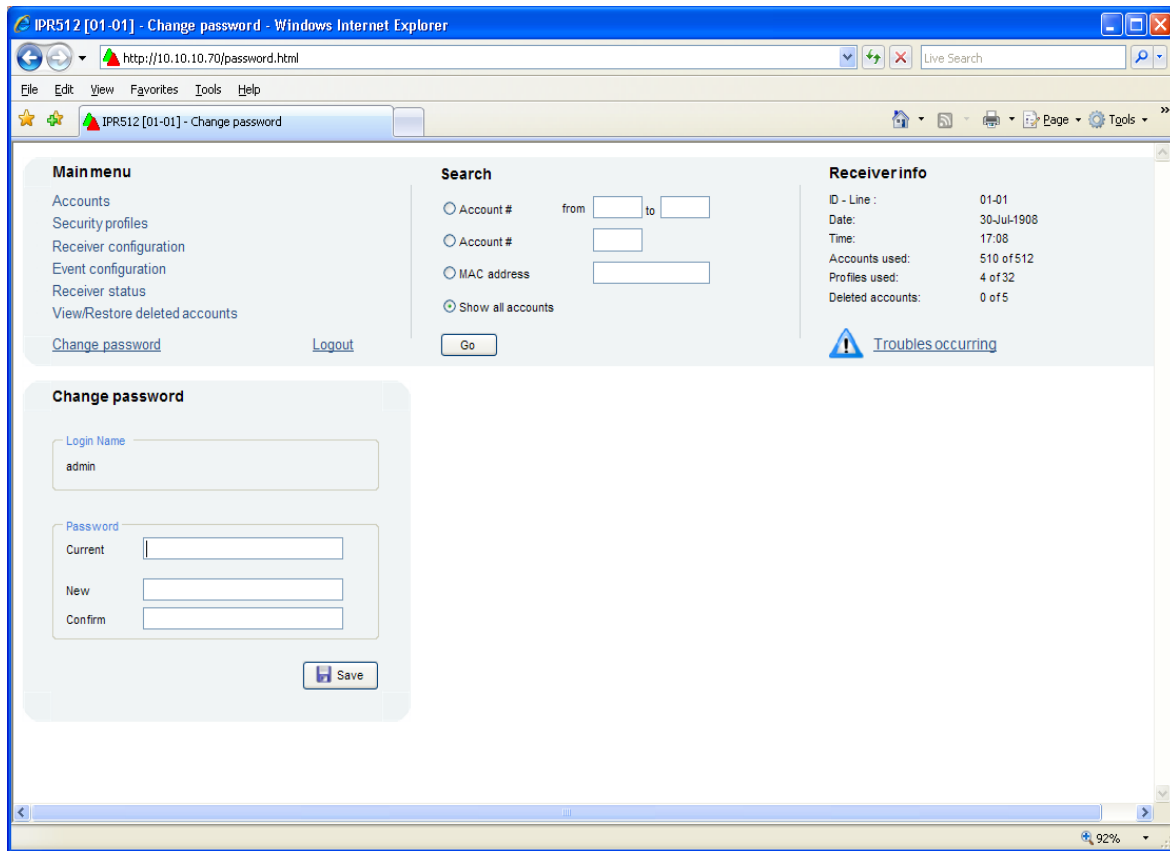 IPR512 [01-01] - Change password - Windows Internet Explorer
http://10.10.10.70/password.html
Live Search
File Edit View Favorites Tools Help
IPR512 [01-01] - Change password
Page Tools
Main menu
Accounts
Security profiles
Receiver configuration
Event configuration
Receiver status
View/Restore deleted accounts
Change password Logout
Search
Account # from to
Account #
MAC address
Show all accounts
Go
Receiver info
ID - Line : 01-01
Date: 30-Jul-1908
Time: 17:08
Accounts used: 510 of 512
Profiles used: 4 of 32
Deleted accounts: 0 of 5
Troubles occurring
Change password
Login Name
admin
Password
Current
New
Confirm
Save
92%